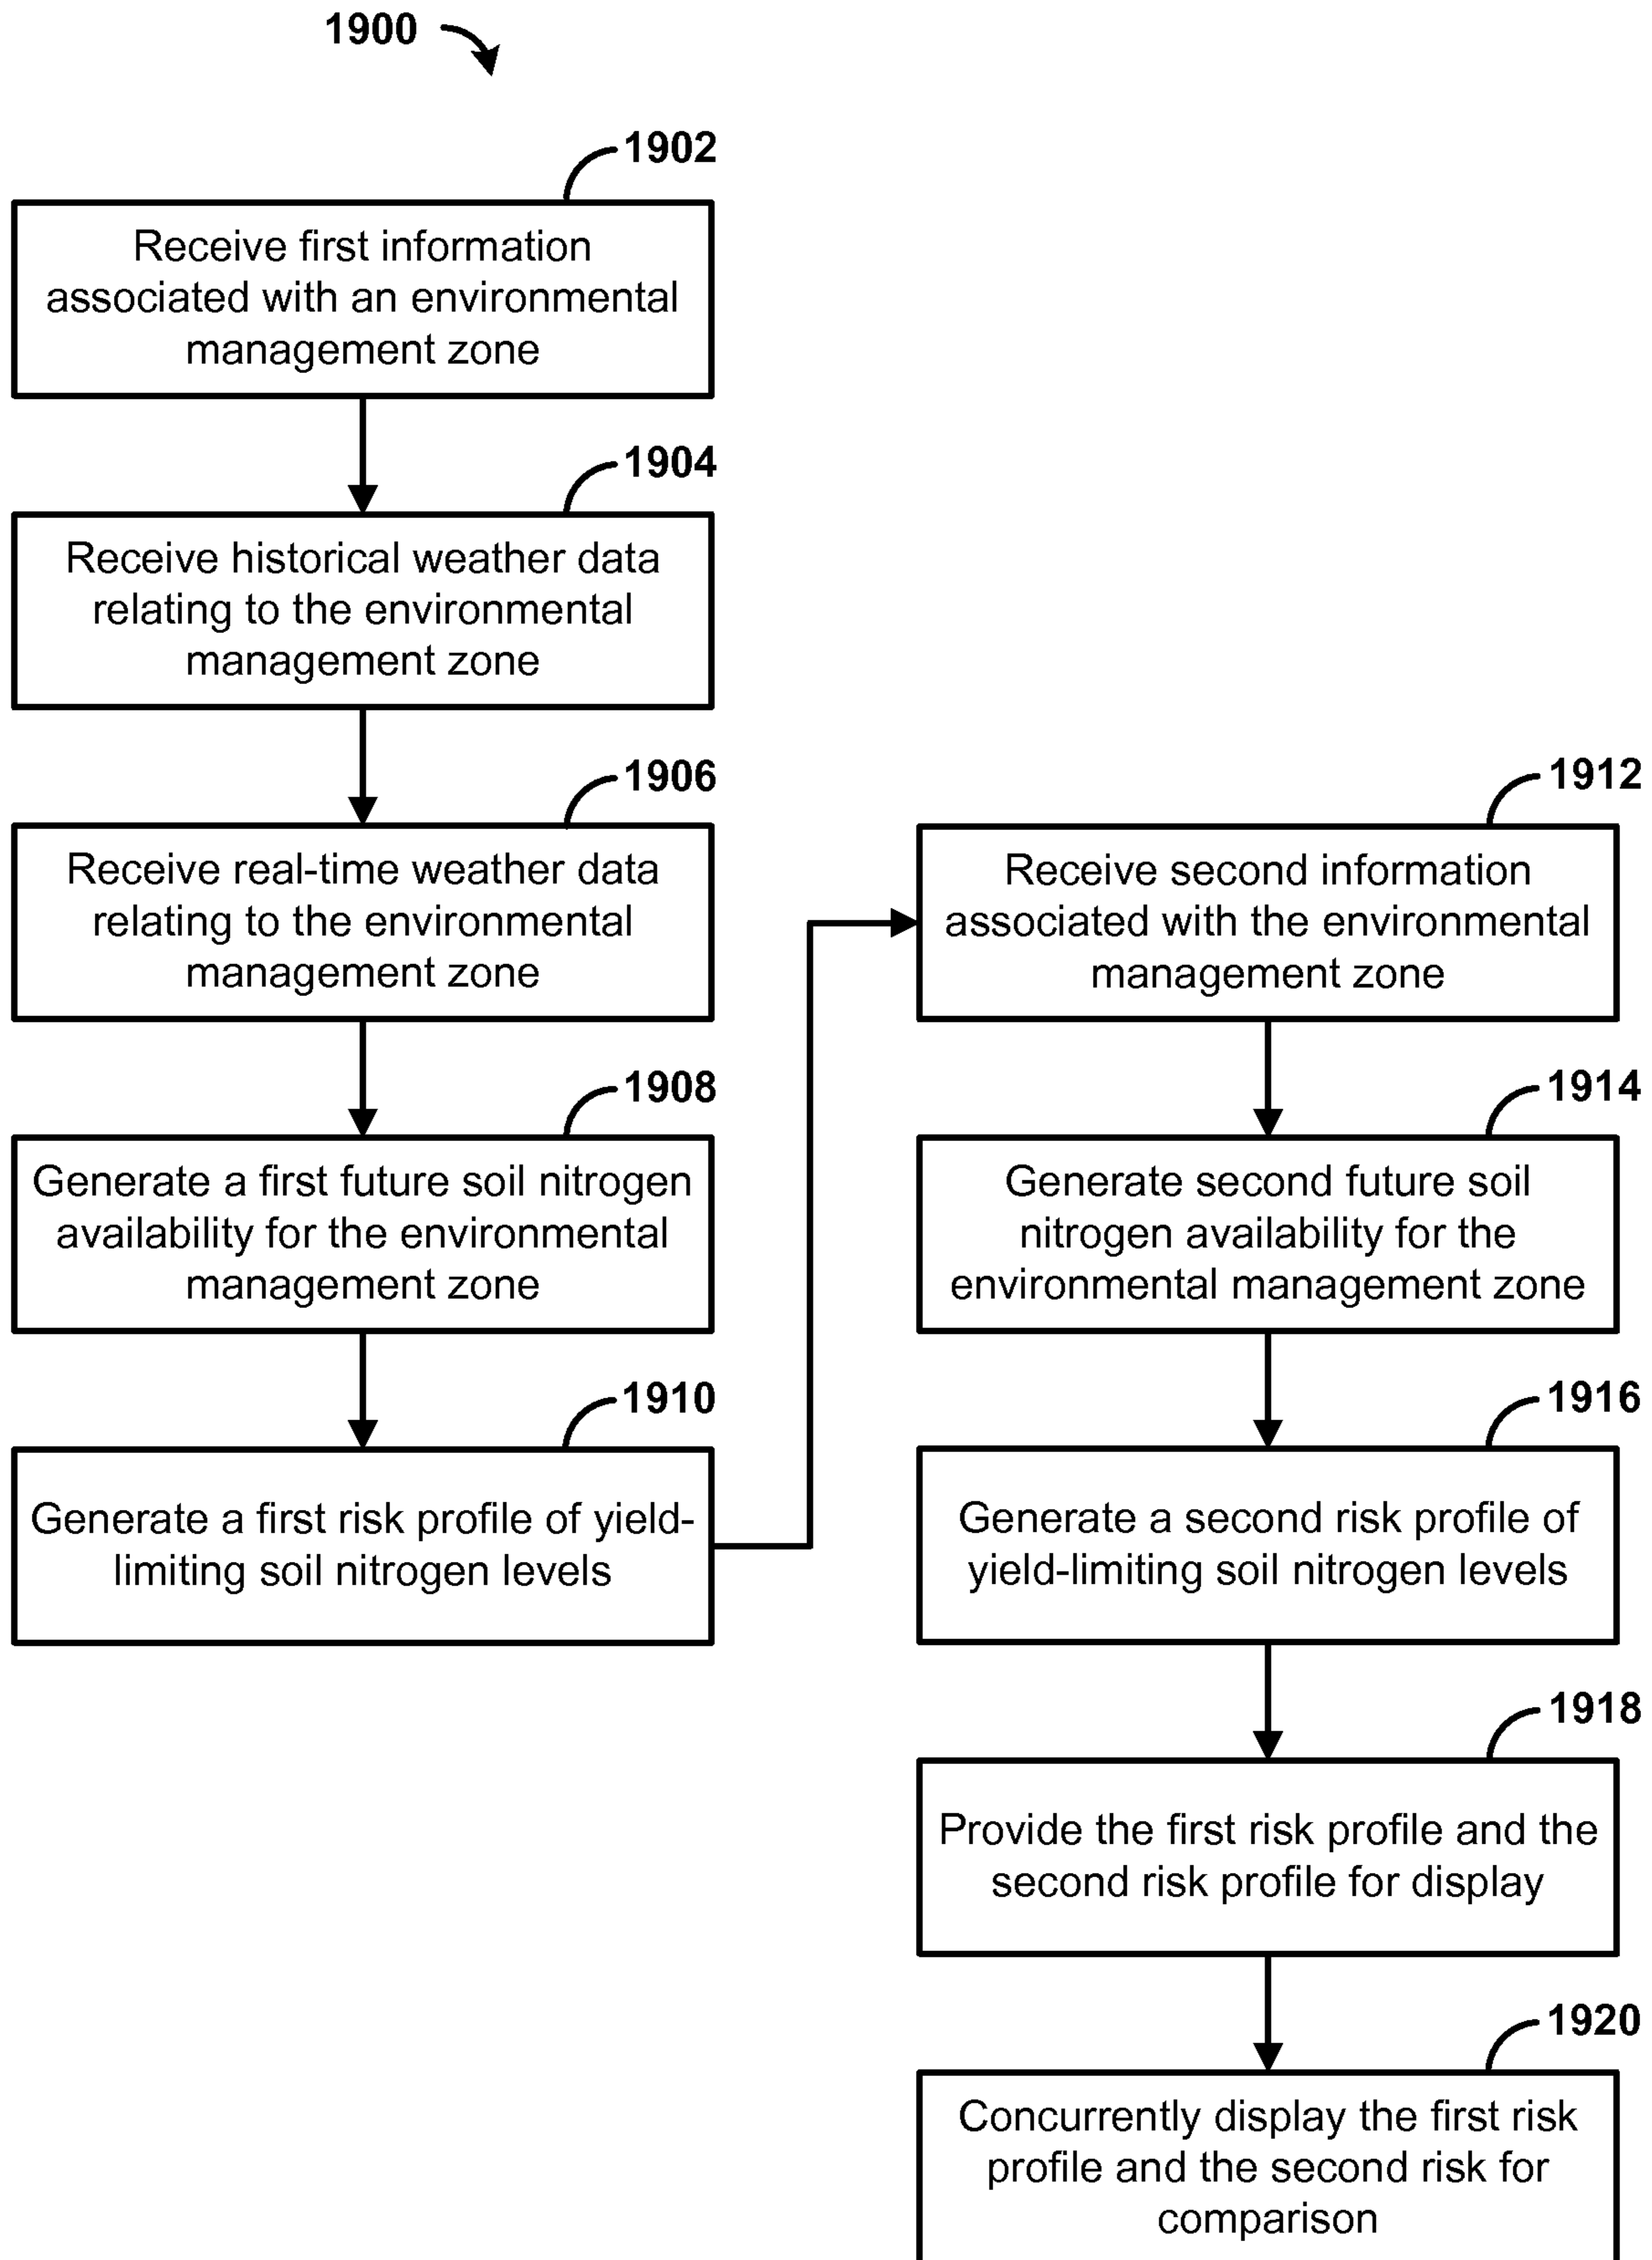 1900
1902
Receive first information
associated with an environmental
management zone
1904
Receive historical weather data
relating to the environmental
management zone
1906
Receive real-time weather data
relating to the environmental
management zone
1908
Generate a first future soil nitrogen
availability for the environmental
management zone
1910
Generate a first risk profile of yield-
limiting soil nitrogen levels
1912
Receive second information
associated with the environmental
management zone
1914
Generate second future soil
nitrogen availability for the
environmental management zone
1916
Generate a second risk profile of
yield-limiting soil nitrogen levels
1918
Provide the first risk profile and the
second risk profile for display
1920
Concurrently display the first risk
profile and the second risk for
comparison